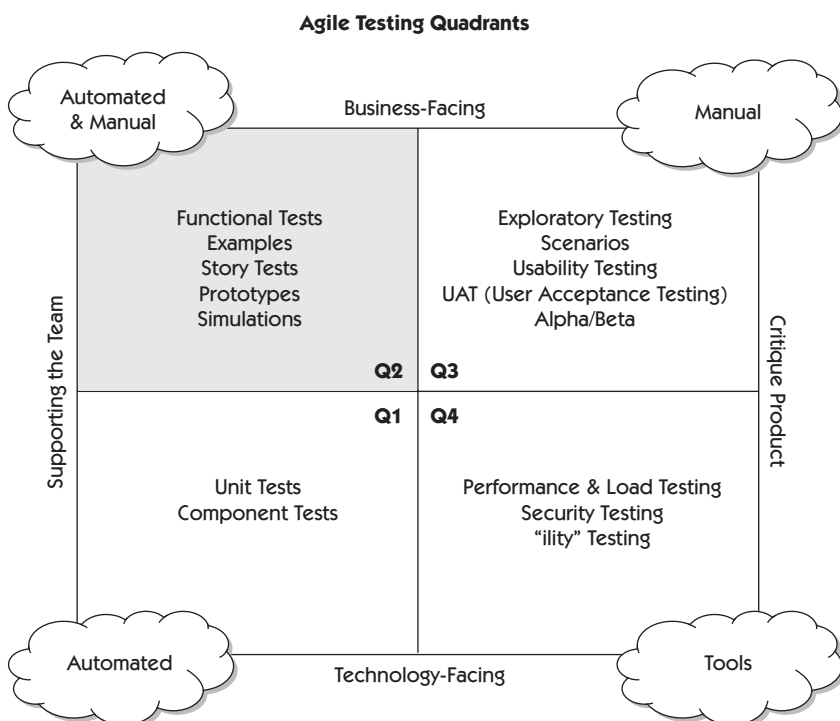 Agile Testing Quadrants
Automated
& Manual
Business-Facing
Manual
Functional Tests
Examples
Story Tests
Prototypes
Simulations
Exploratory Testing
Scenarios
Usability Testing
UAT (User Acceptance Testing)
Alpha/Beta
Supporting the Team
Q2
Q3
Critique Product
Q1
Q4
Unit Tests
Component Tests
Performance & Load Testing
Security Testing
“ility” Testing
Automated
Technology-Facing
Tools